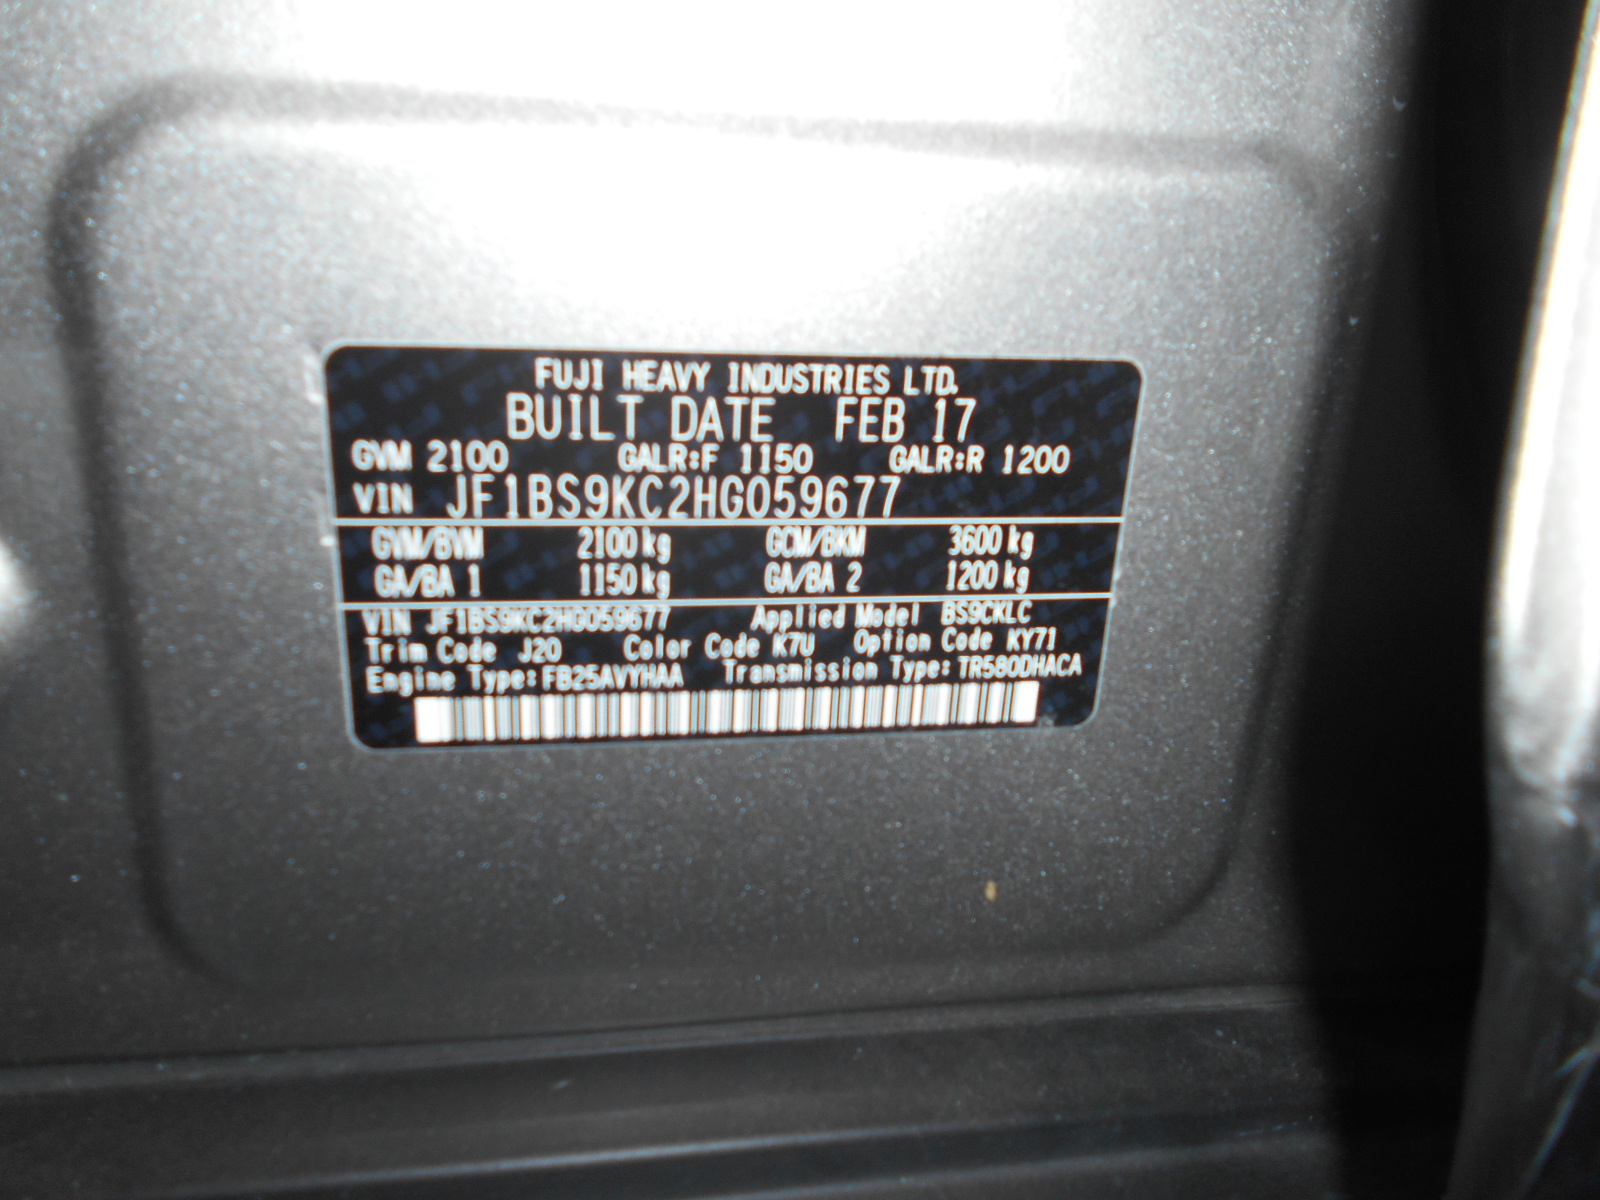 FUJI HEAVY INDUSTRIES LTD.
BUILT DATE FEB 17
GVM 2100 GALR:F 1150 GALR:R 1200
VIN JF1BS9KC2HG059677
GVM/BVM 2100 kg GCM/BKM 3600 kg
GA/BA 1 1150 kg GA/BA 2 1200 kg
VIN JF1BS9KC2HG059677 Applied Model BS9CKLC
Trim Code J20 Color Code K7U Option Code KY71
Engine Type: FB25AVYHAA Transmission Type: TR580DHACA